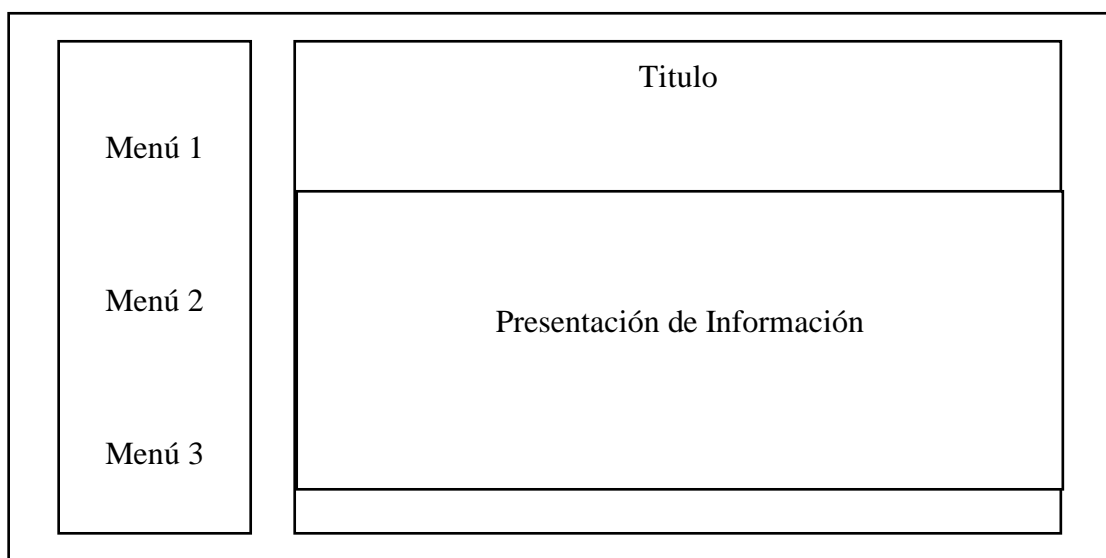 Menú 1
Menú 2
Menú 3
Titulo
Presentación de Información